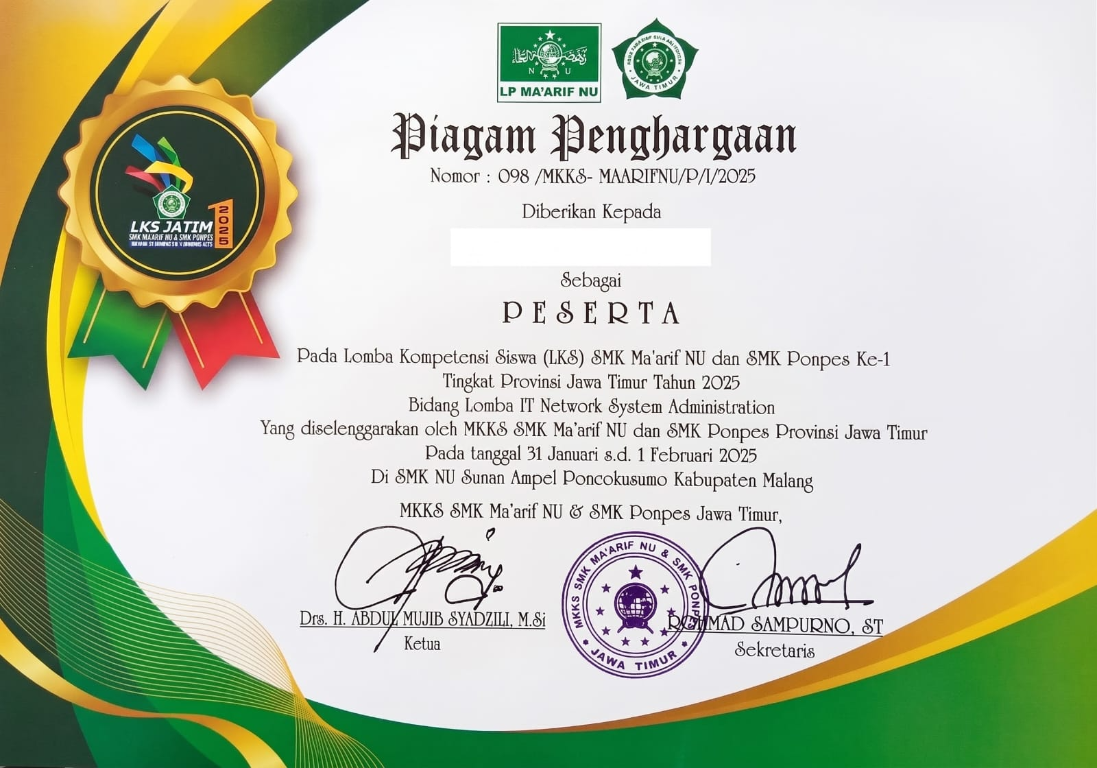 LP MA'ARIF NU
N U
JAWA TIMUR
Piagam Penghargaan
Nomor : 098 /MKKS- MAARIFNU/P/I/2025
Diberikan Kepada
Sebagai
PESERTA
LKS JATIM 1
2025
SMK MA'ARIF NU & SMK PONPES
Pada Lomba Kompetensi Siswa (LKS) SMK Ma'arif NU dan SMK Ponpes Ke-1
Tingkat Provinsi Jawa Timur Tahun 2025
Bidang Lomba IT Network System Administration
Yang diselenggarakan oleh MKKS SMK Ma'arif NU dan SMK Ponpes Provinsi Jawa Timur
Pada tanggal 31 Januari s.d. 1 Februari 2025
Di SMK NU Sunan Ampel Poncokusumo Kabupaten Malang
MKKS SMK Ma'arif NU & SMK Ponpes Jawa Timur,
MKKS SMK MA'ARIF NU & SMK PONPES
JAWA TIMUR
Drs. H. ABDUL MUJIB SYADZILI, M.Si
Ketua
ROHMAD SAMPURNO, ST
Sekretaris